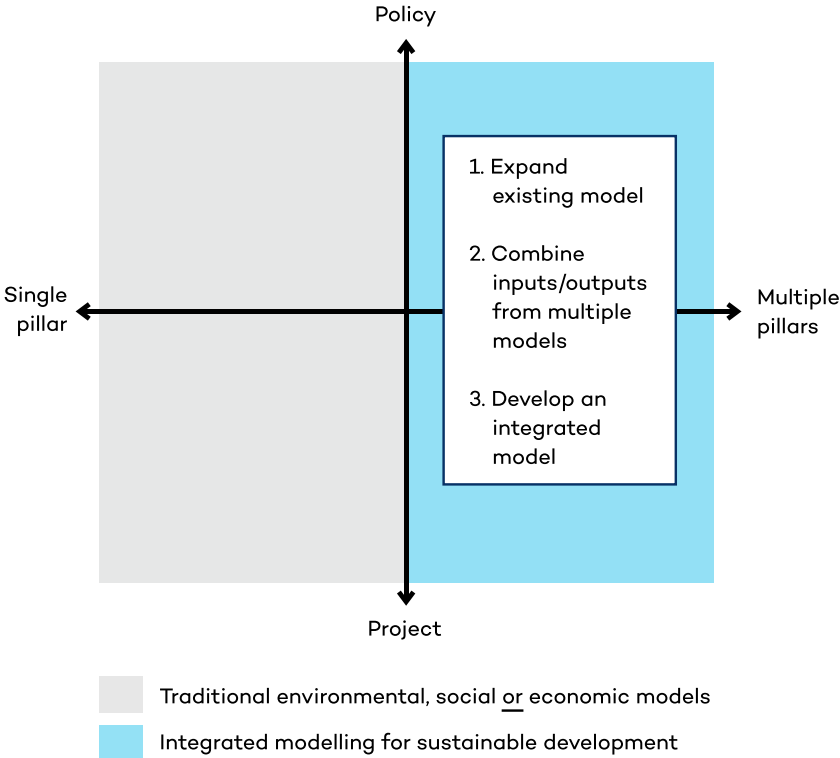 Policy
1. Expand
existing model
2. Combine
inputs/outputs
from multiple
models
3. Develop an
integrated
model
Single
pillar
Multiple
pillars
Project
Traditional environmental, social or economic models
Integrated modelling for sustainable development